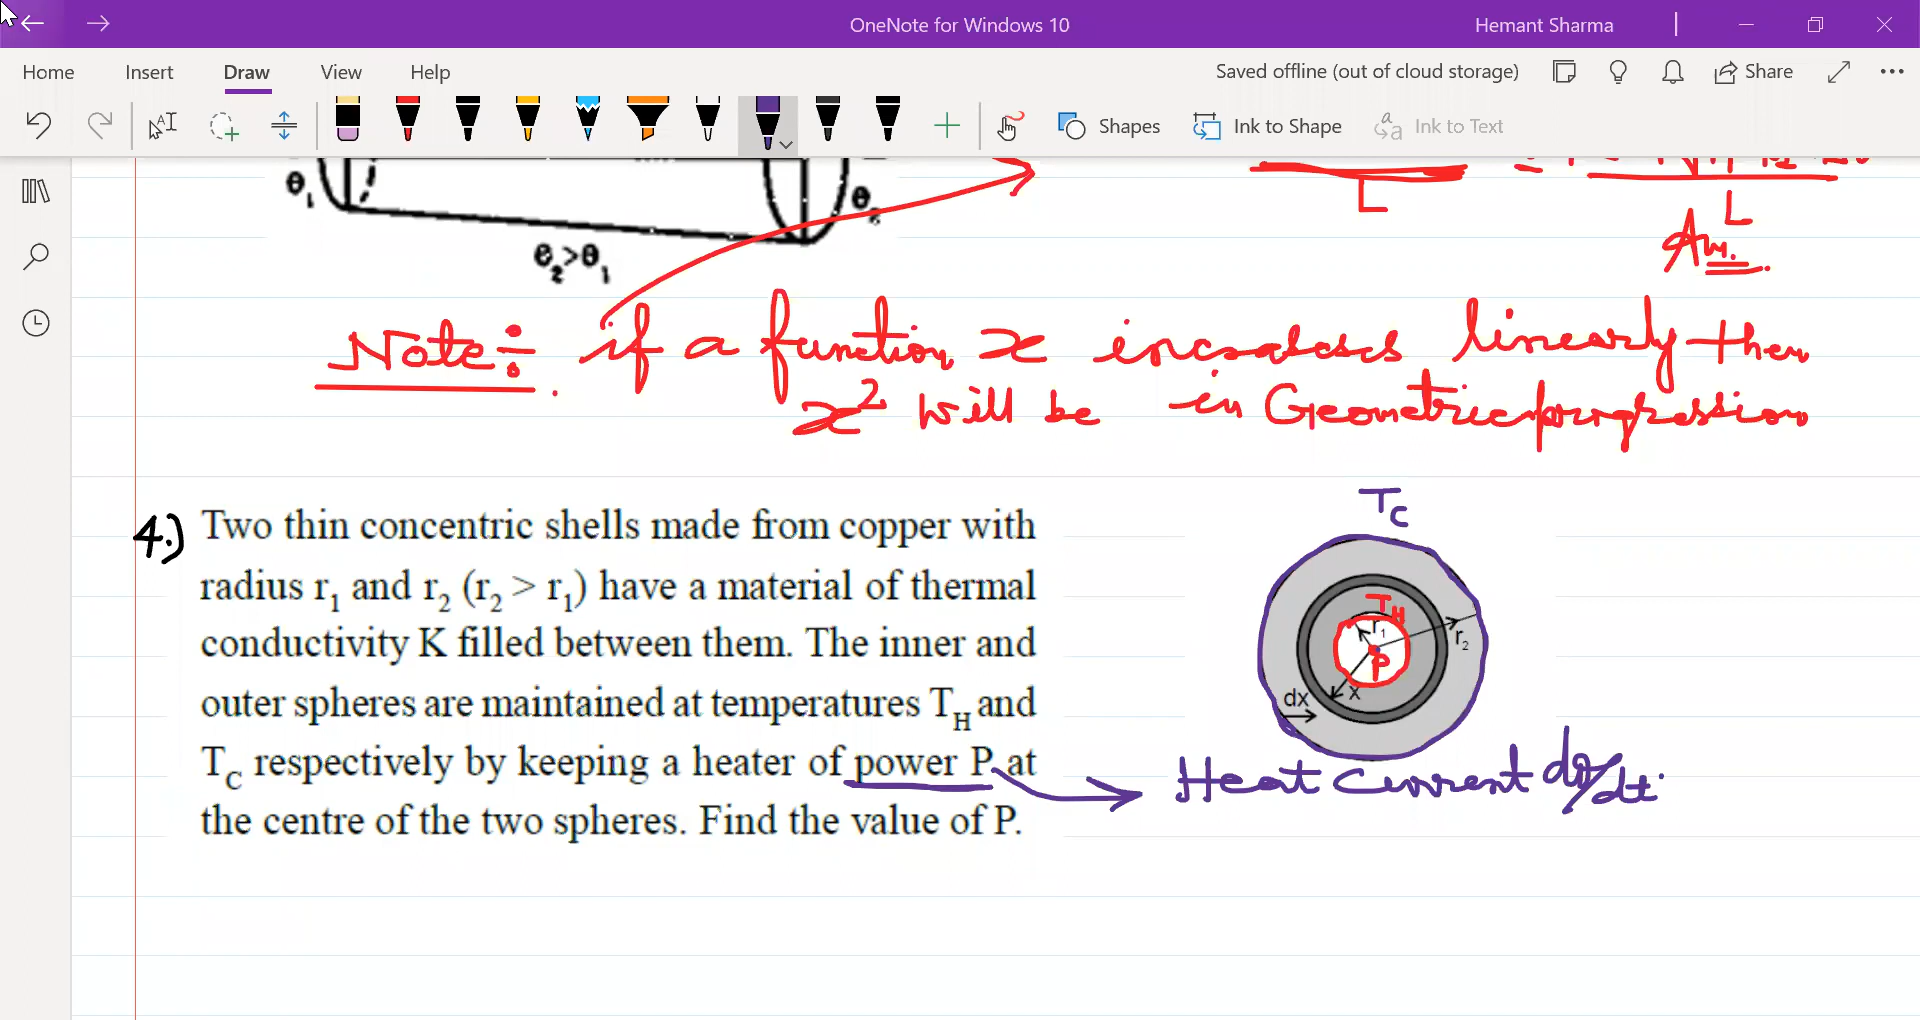 OneNote for Windows 10
Hemant Sharma
Home Insert Draw View Help
Saved offline (out of cloud storage)
Share
Shapes
Ink to Shape
Ink to Text
θ₁
θ₂
θ₂>θ₁
L
L
Ans.
Note: if a function x increases linearly then
x² will be in Geometric progression
4.) Two thin concentric shells made from copper with
radius r₁ and r₂ (r₂ > r₁) have a material of thermal
conductivity K filled between them. The inner and
outer spheres are maintained at temperatures T_H and
T_C respectively by keeping a heater of power P at
the centre of the two spheres. Find the value of P.
T_C
T_H
r₁
r₂
P
x
dx
Heat Current dθ/dt